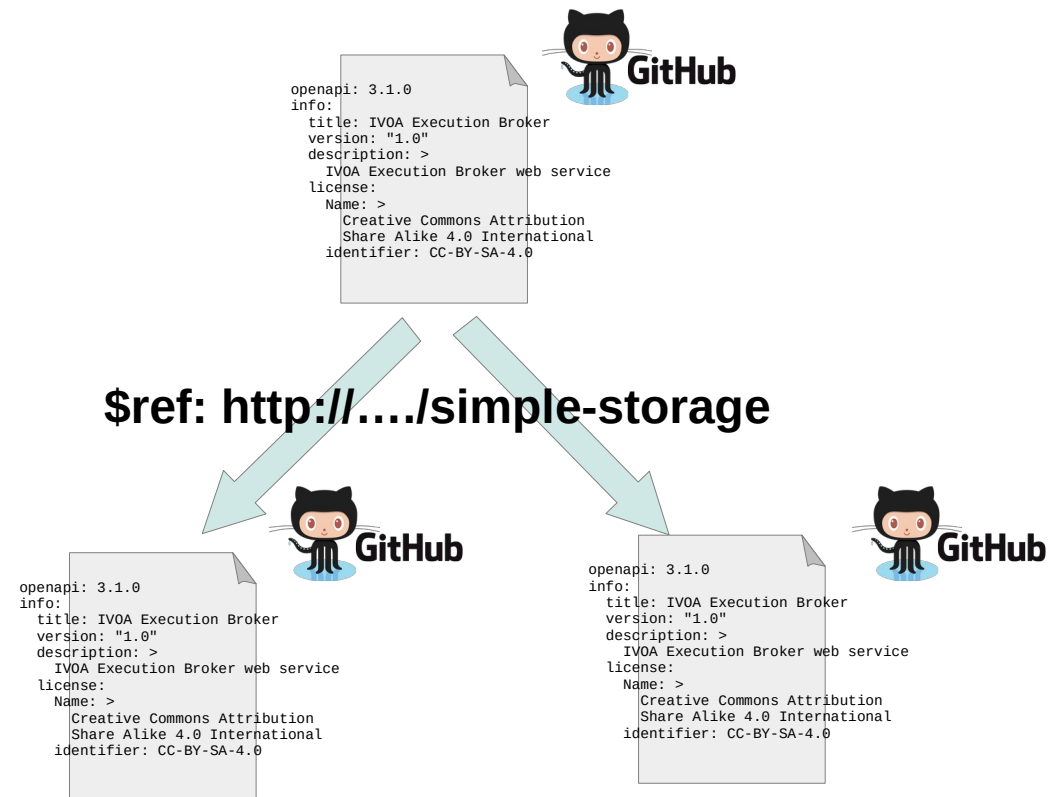 GitHub
openapi: 3.1.0
info:
  title: IVOA Execution Broker
  version: "1.0"
  description: >
    IVOA Execution Broker web service
  license:
    Name: >
      Creative Commons Attribution
      Share Alike 4.0 International
    identifier: CC-BY-SA-4.0
$ref: http://…./simple-storage
GitHub
openapi: 3.1.0
info:
  title: IVOA Execution Broker
  version: "1.0"
  description: >
    IVOA Execution Broker web service
  license:
    Name: >
      Creative Commons Attribution
      Share Alike 4.0 International
    identifier: CC-BY-SA-4.0
GitHub
openapi: 3.1.0
info:
  title: IVOA Execution Broker
  version: "1.0"
  description: >
    IVOA Execution Broker web service
  license:
    Name: >
      Creative Commons Attribution
      Share Alike 4.0 International
    identifier: CC-BY-SA-4.0